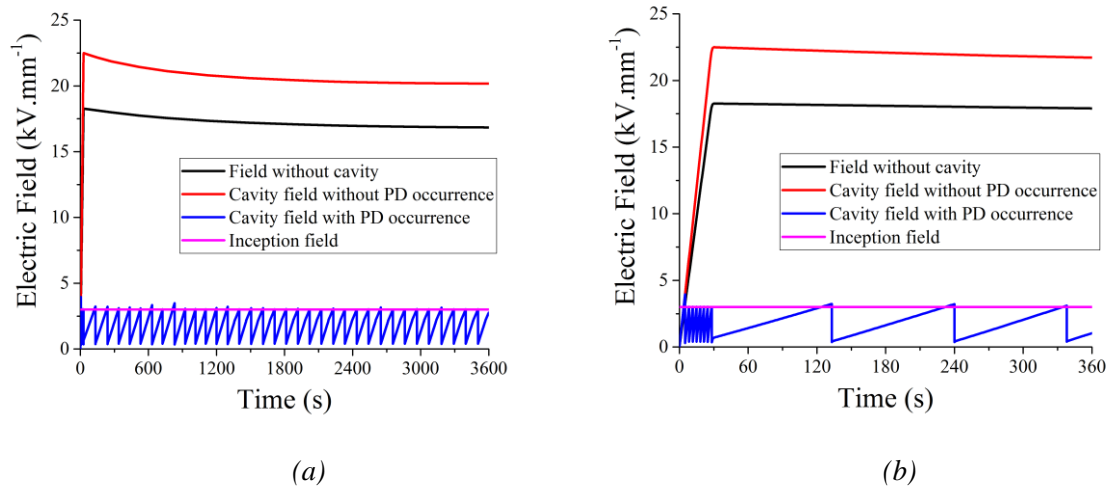 25
20
15
10
5
0
Electric Field (kV.mm⁻¹)
Field without cavity
Cavity field without PD occurrence
Cavity field with PD occurrence
Inception field
0 600 1200 1800 2400 3000 3600
Time (s)
(a)
25
20
15
10
5
0
Electric Field (kV.mm⁻¹)
Field without cavity
Cavity field without PD occurrence
Cavity field with PD occurrence
Inception field
0 60 120 180 240 300 360
Time (s)
(b)